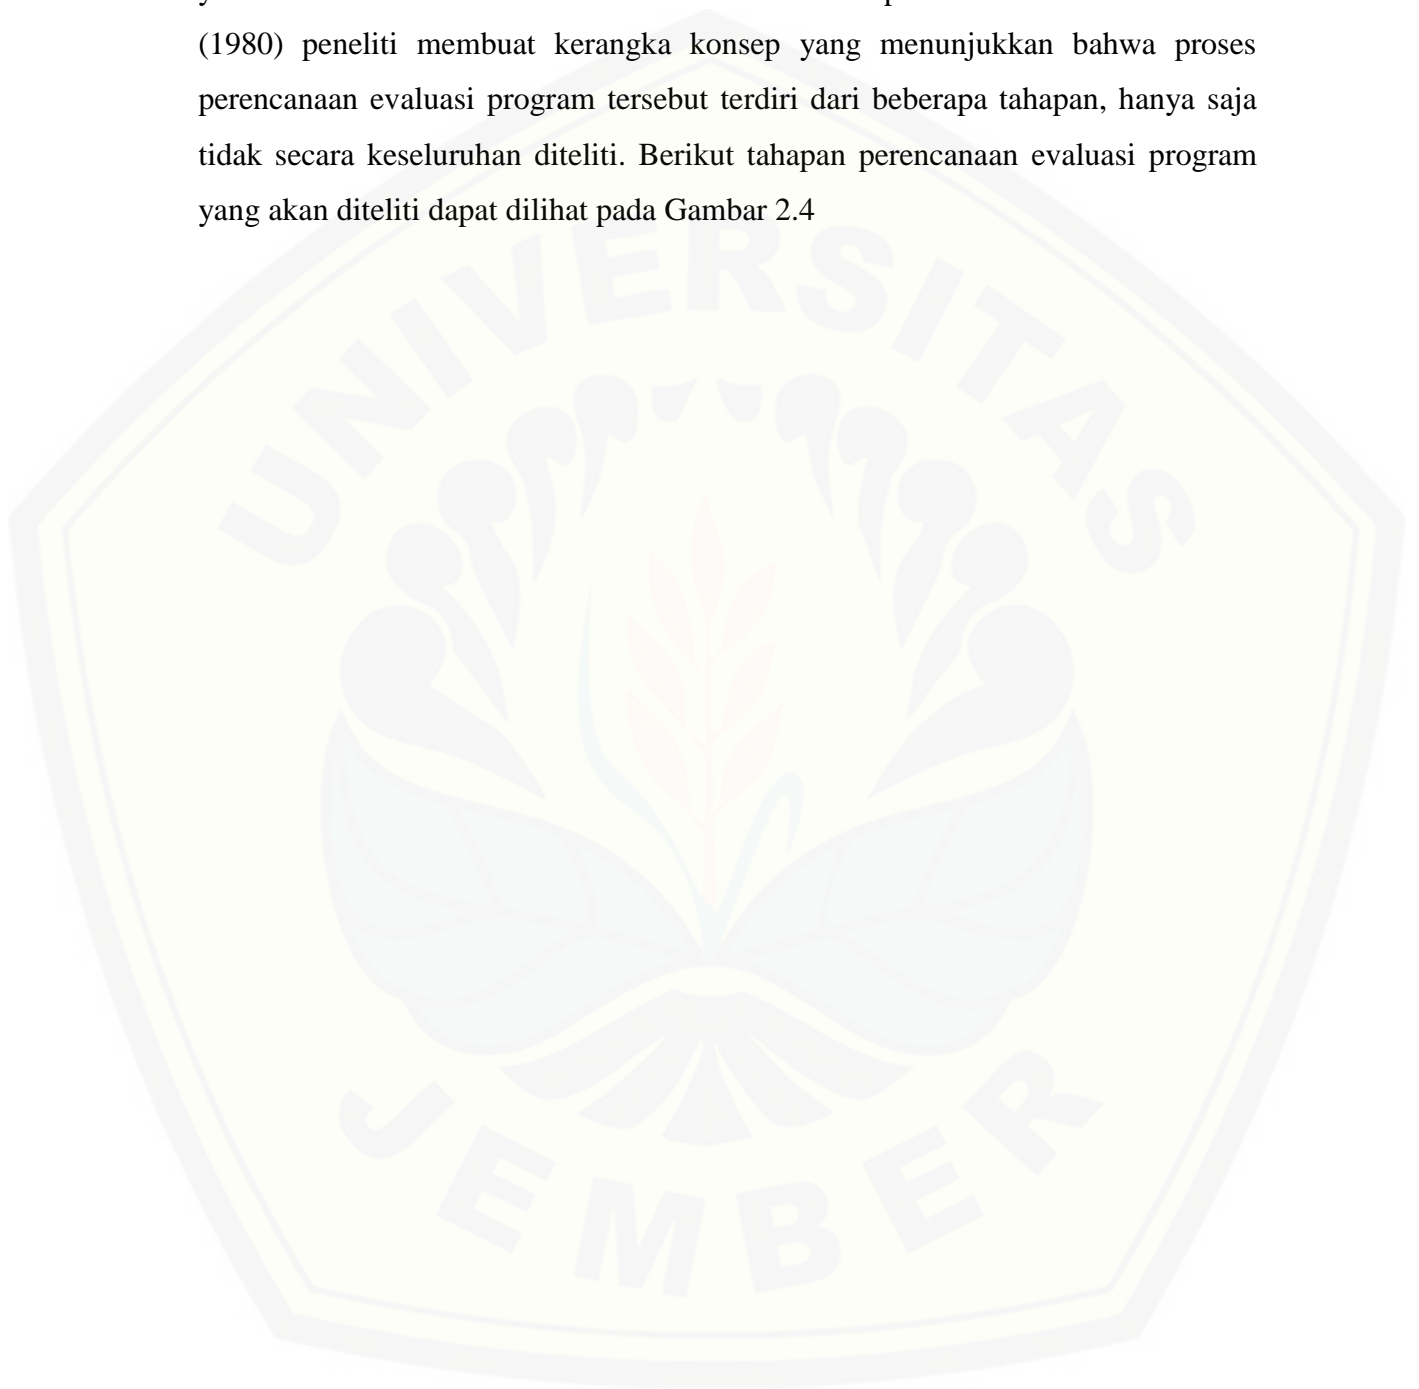 (1980) peneliti membuat kerangka konsep yang menunjukkan bahwa proses
perencanaan evaluasi program tersebut terdiri dari beberapa tahapan, hanya saja
tidak secara keseluruhan diteliti. Berikut tahapan perencanaan evaluasi program
yang akan diteliti dapat dilihat pada Gambar 2.4
UNIVERSITAS
JEMBER